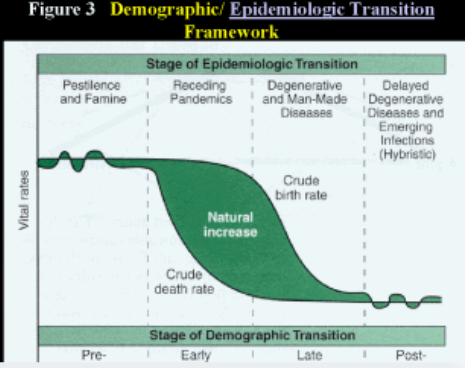 Figure 3 Demographic/ Epidemiologic Transition
Framework
Stage of Epidemiologic Transition
Pestilence
and Famine
Receding
Pandemics
Degenerative
and Man-Made
Diseases
Delayed
Degenerative
Diseases and
Emerging
Infections
(Hybristic)
Vital rates
Crude
birth rate
Natural
increase
Crude
death rate
Stage of Demographic Transition
Pre-
Early
Late
Post-